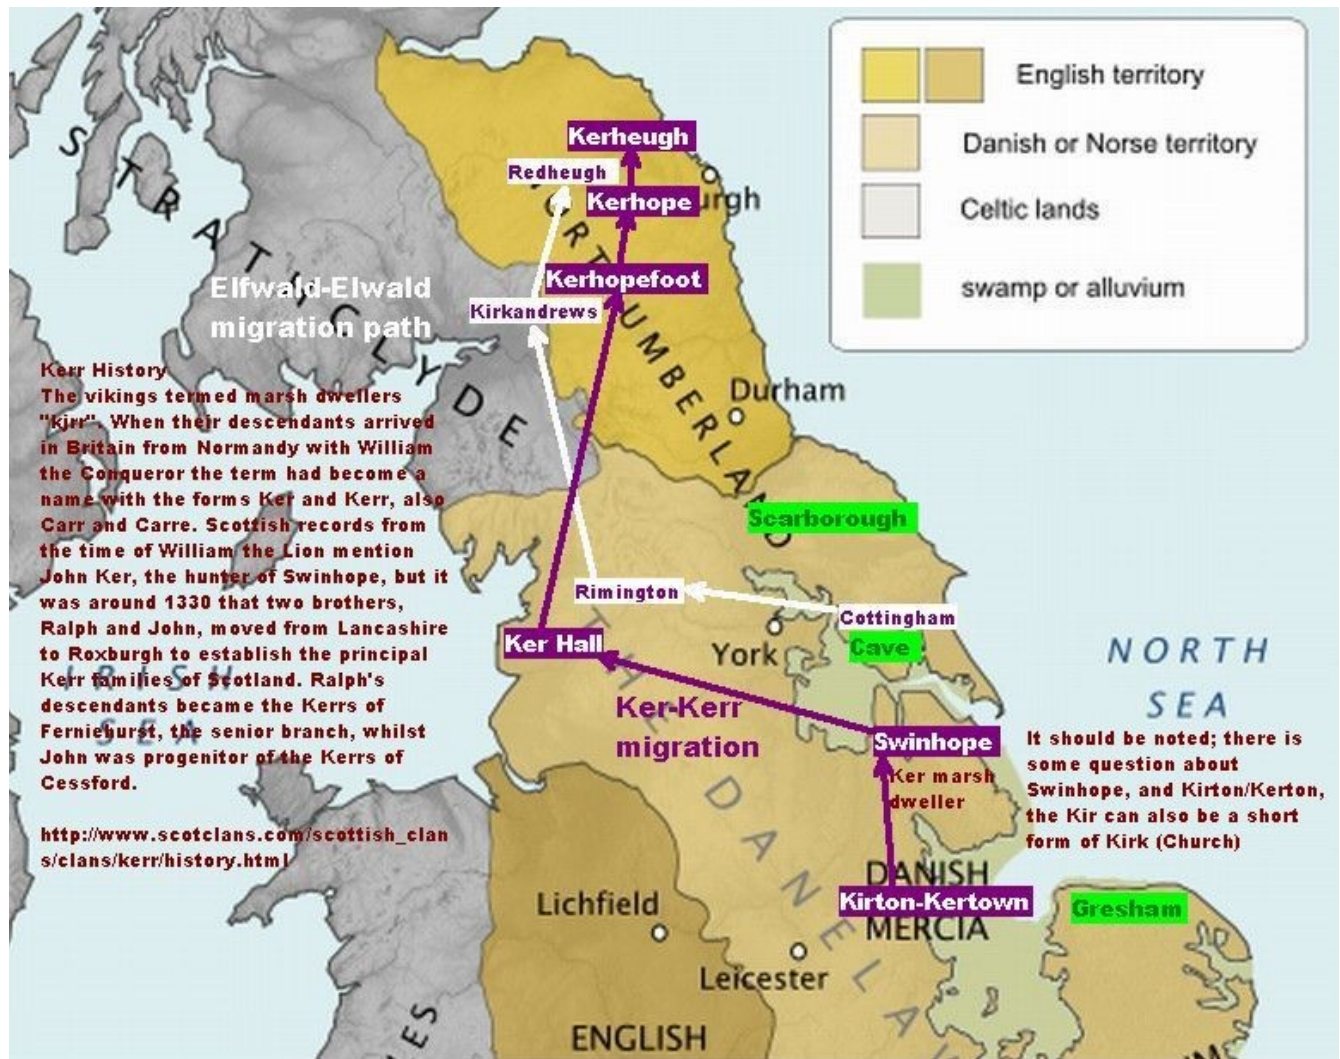 English territory
Danish or Norse territory
Celtic lands
swamp or alluvium
Kerheugh
Redheugh
Kerhope
urgh
Kerhopefoot
Kirkandrews
STRATHCLYDE
NORTHUMBERLAND
Elfwald-Elwald
migration path
Durham
Scarborough
Kerr History
The vikings termed marsh dwellers
"kjrr". When their descendants arrived
in Britain from Normandy with William
the Conqueror the term had become a
name with the forms Ker and Kerr, also
Carr and Carre. Scottish records from
the time of William the Lion mention
John Ker, the hunter of Swinhope, but it
was around 1330 that two brothers,
Ralph and John, moved from Lancashire
to Roxburgh to establish the principal
Kerr families of Scotland. Ralph's
descendants became the Kerrs of
Ferniehurst, the senior branch, whilst
John was progenitor of the Kerrs of
Cessford.
http://www.scotclans.com/scottish_clan
s/clans/kerr/history.html
IRISH
SEA
Rimington
Cottingham
Ker Hall
York
Cave
NORTH
SEA
Ker-Kerr
migration
Swinhope
Ker marsh
dweller
It should be noted; there is
some question about
Swinhope, and Kirton/Kerton,
the Kir can also be a short
form of Kirk (Church)
THE DANELA
DANISH
Kirton-Kertown
MERCIA
Gresham
Lichfield
Leicester
ENGLISH
LES